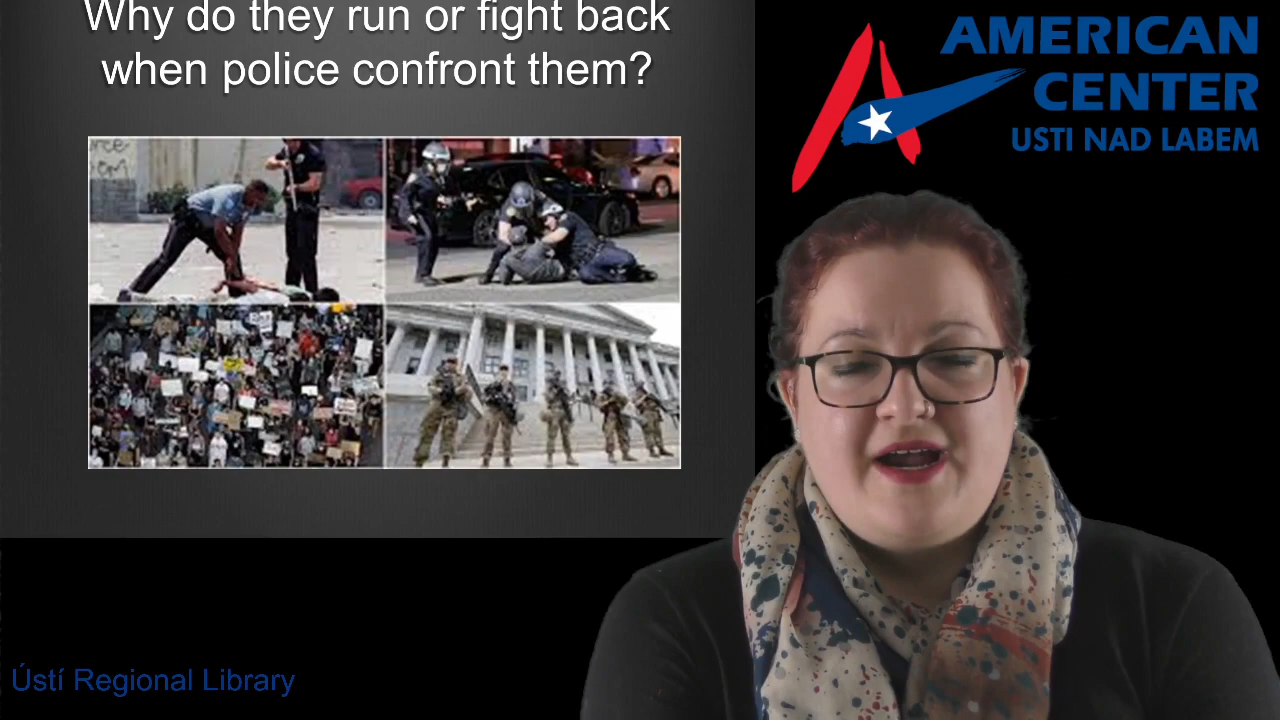 Why do they run or fight back
when police confront them?
AMERICAN
CENTER
USTI NAD LABEM
Ústí Regional Library